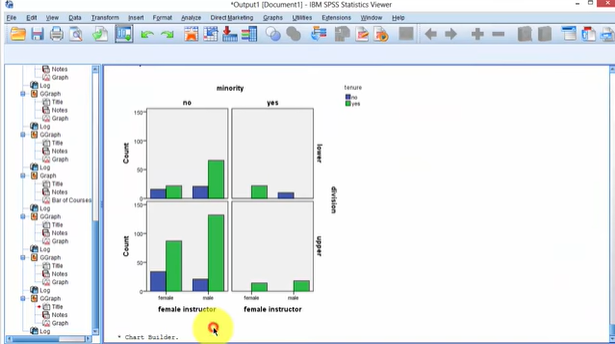 *Output1 [Document1] - IBM SPSS Statistics Viewer
File Edit View Data Transform Insert Format Analyze Direct Marketing Graphs Utilities Extensions Window Help
Notes
Graph
Log
GGraph
Title
Notes
Graph
Log
GGraph
Title
Notes
Graph
Log
Graph
Title
Notes
Bar of Courses
Log
GGraph
Title
Notes
Graph
Log
GGraph
Title
Notes
Graph
Log
GGraph
Title
Notes
Graph
Log
minority
no yes
tenure
no
yes
150
100
50
0
Count
lower
division
150
100
50
0
Count
upper
female male female male
female instructor female instructor
* Chart Builder.